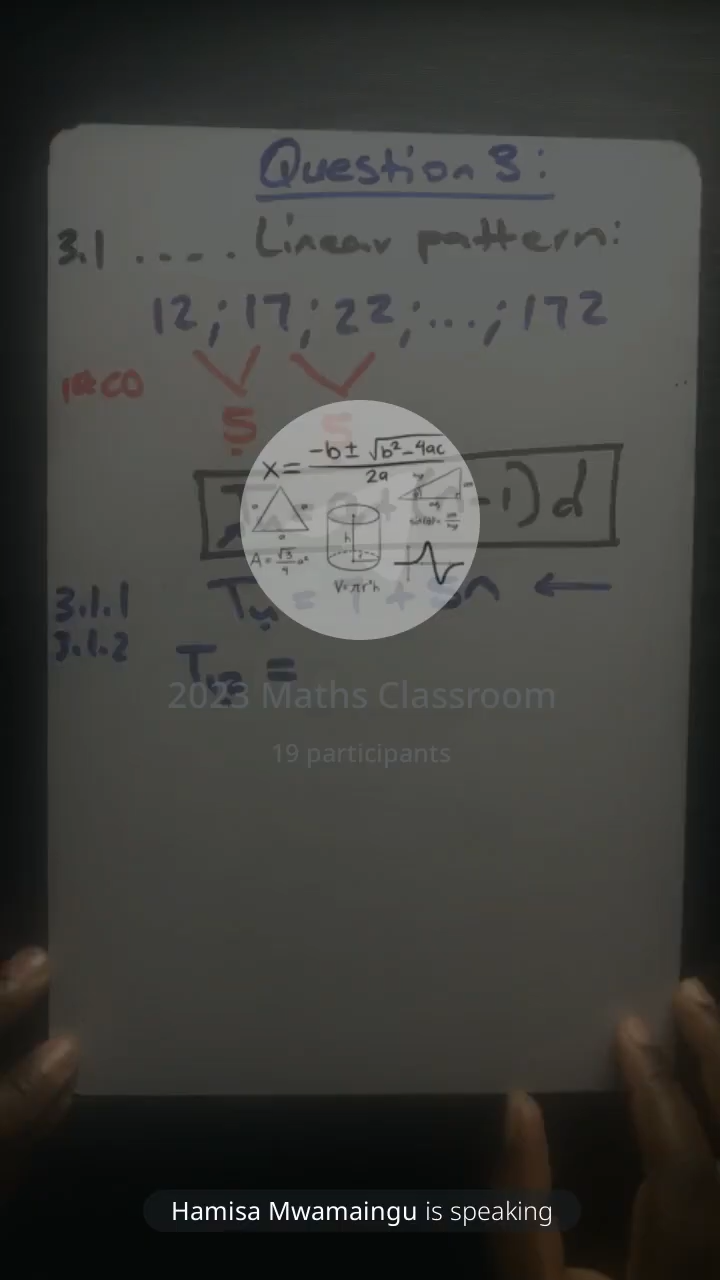 Question 3:
3.1 .... Linear pattern:
12 ; 17 ; 22 ; ... ; 172
1st CD
5 5
x = -b ± √b² - 4ac
2a
-1) d
A = √3/4 a²
h
V = πr²h
3.1.1 Tn = + 5n ←
3.1.2 T12 =
2023 Maths Classroom
19 participants
Hamisa Mwamaingu is speaking